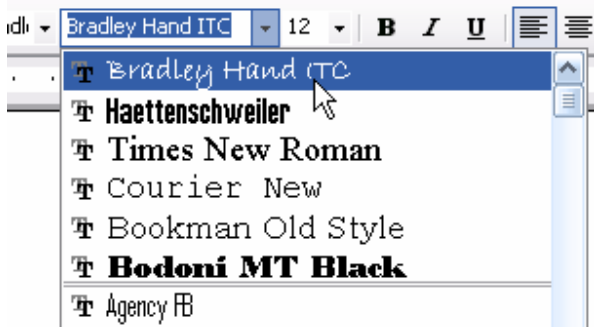 Bradley Hand ITC 12 B I U
Bradley Hand ITC
Haettenschweiler
Times New Roman
Courier New
Bookman Old Style
Bodoni MT Black
Agency FB